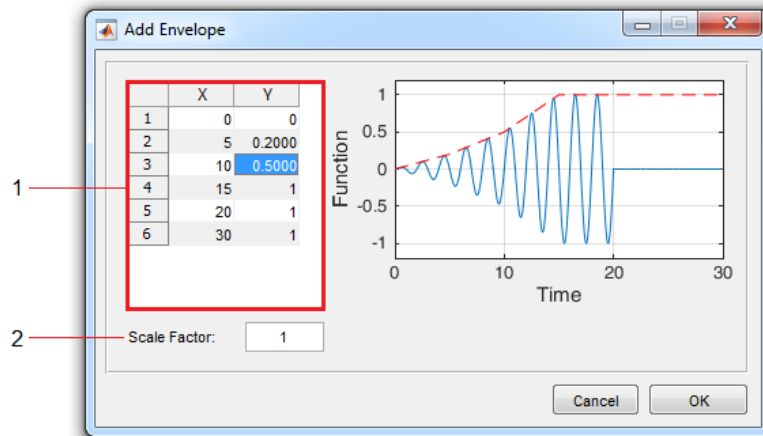 Add Envelope
X Y
1 0 0
2 5 0.2000
3 10 0.5000
4 15 1
5 20 1
6 30 1
1
Scale Factor: 1
2
Function
1
0.5
0
-0.5
-1
0 10 20 30
Time
Cancel OK